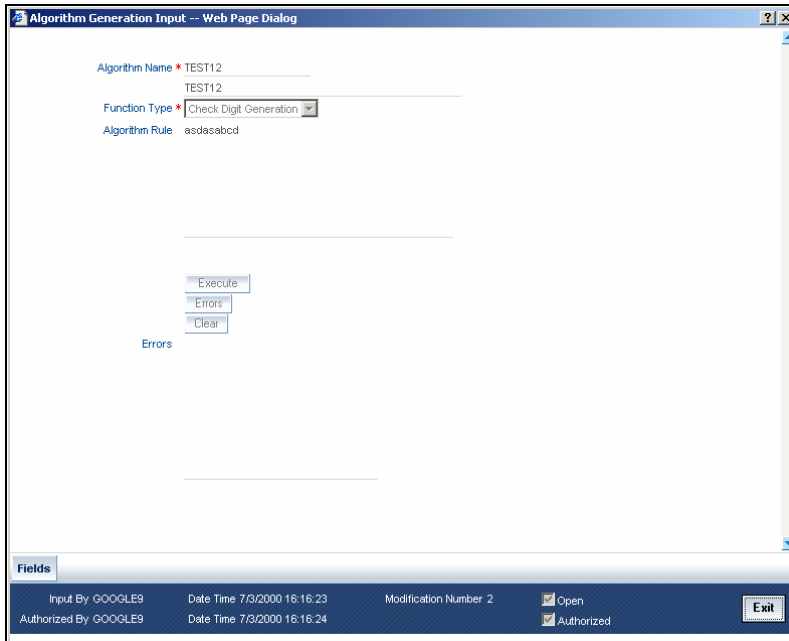 Algorithm Generation Input -- Web Page Dialog
Algorithm Name * TEST12
TEST12
Function Type * Check Digit Generation
Algorithm Rule asdasabcd
Execute
Errors
Clear
Errors
Fields
Input By GOOGLE9 Date Time 7/3/2000 16:16:23 Modification Number 2 Open
Authorized By GOOGLE9 Date Time 7/3/2000 16:16:24 Authorized
Exit